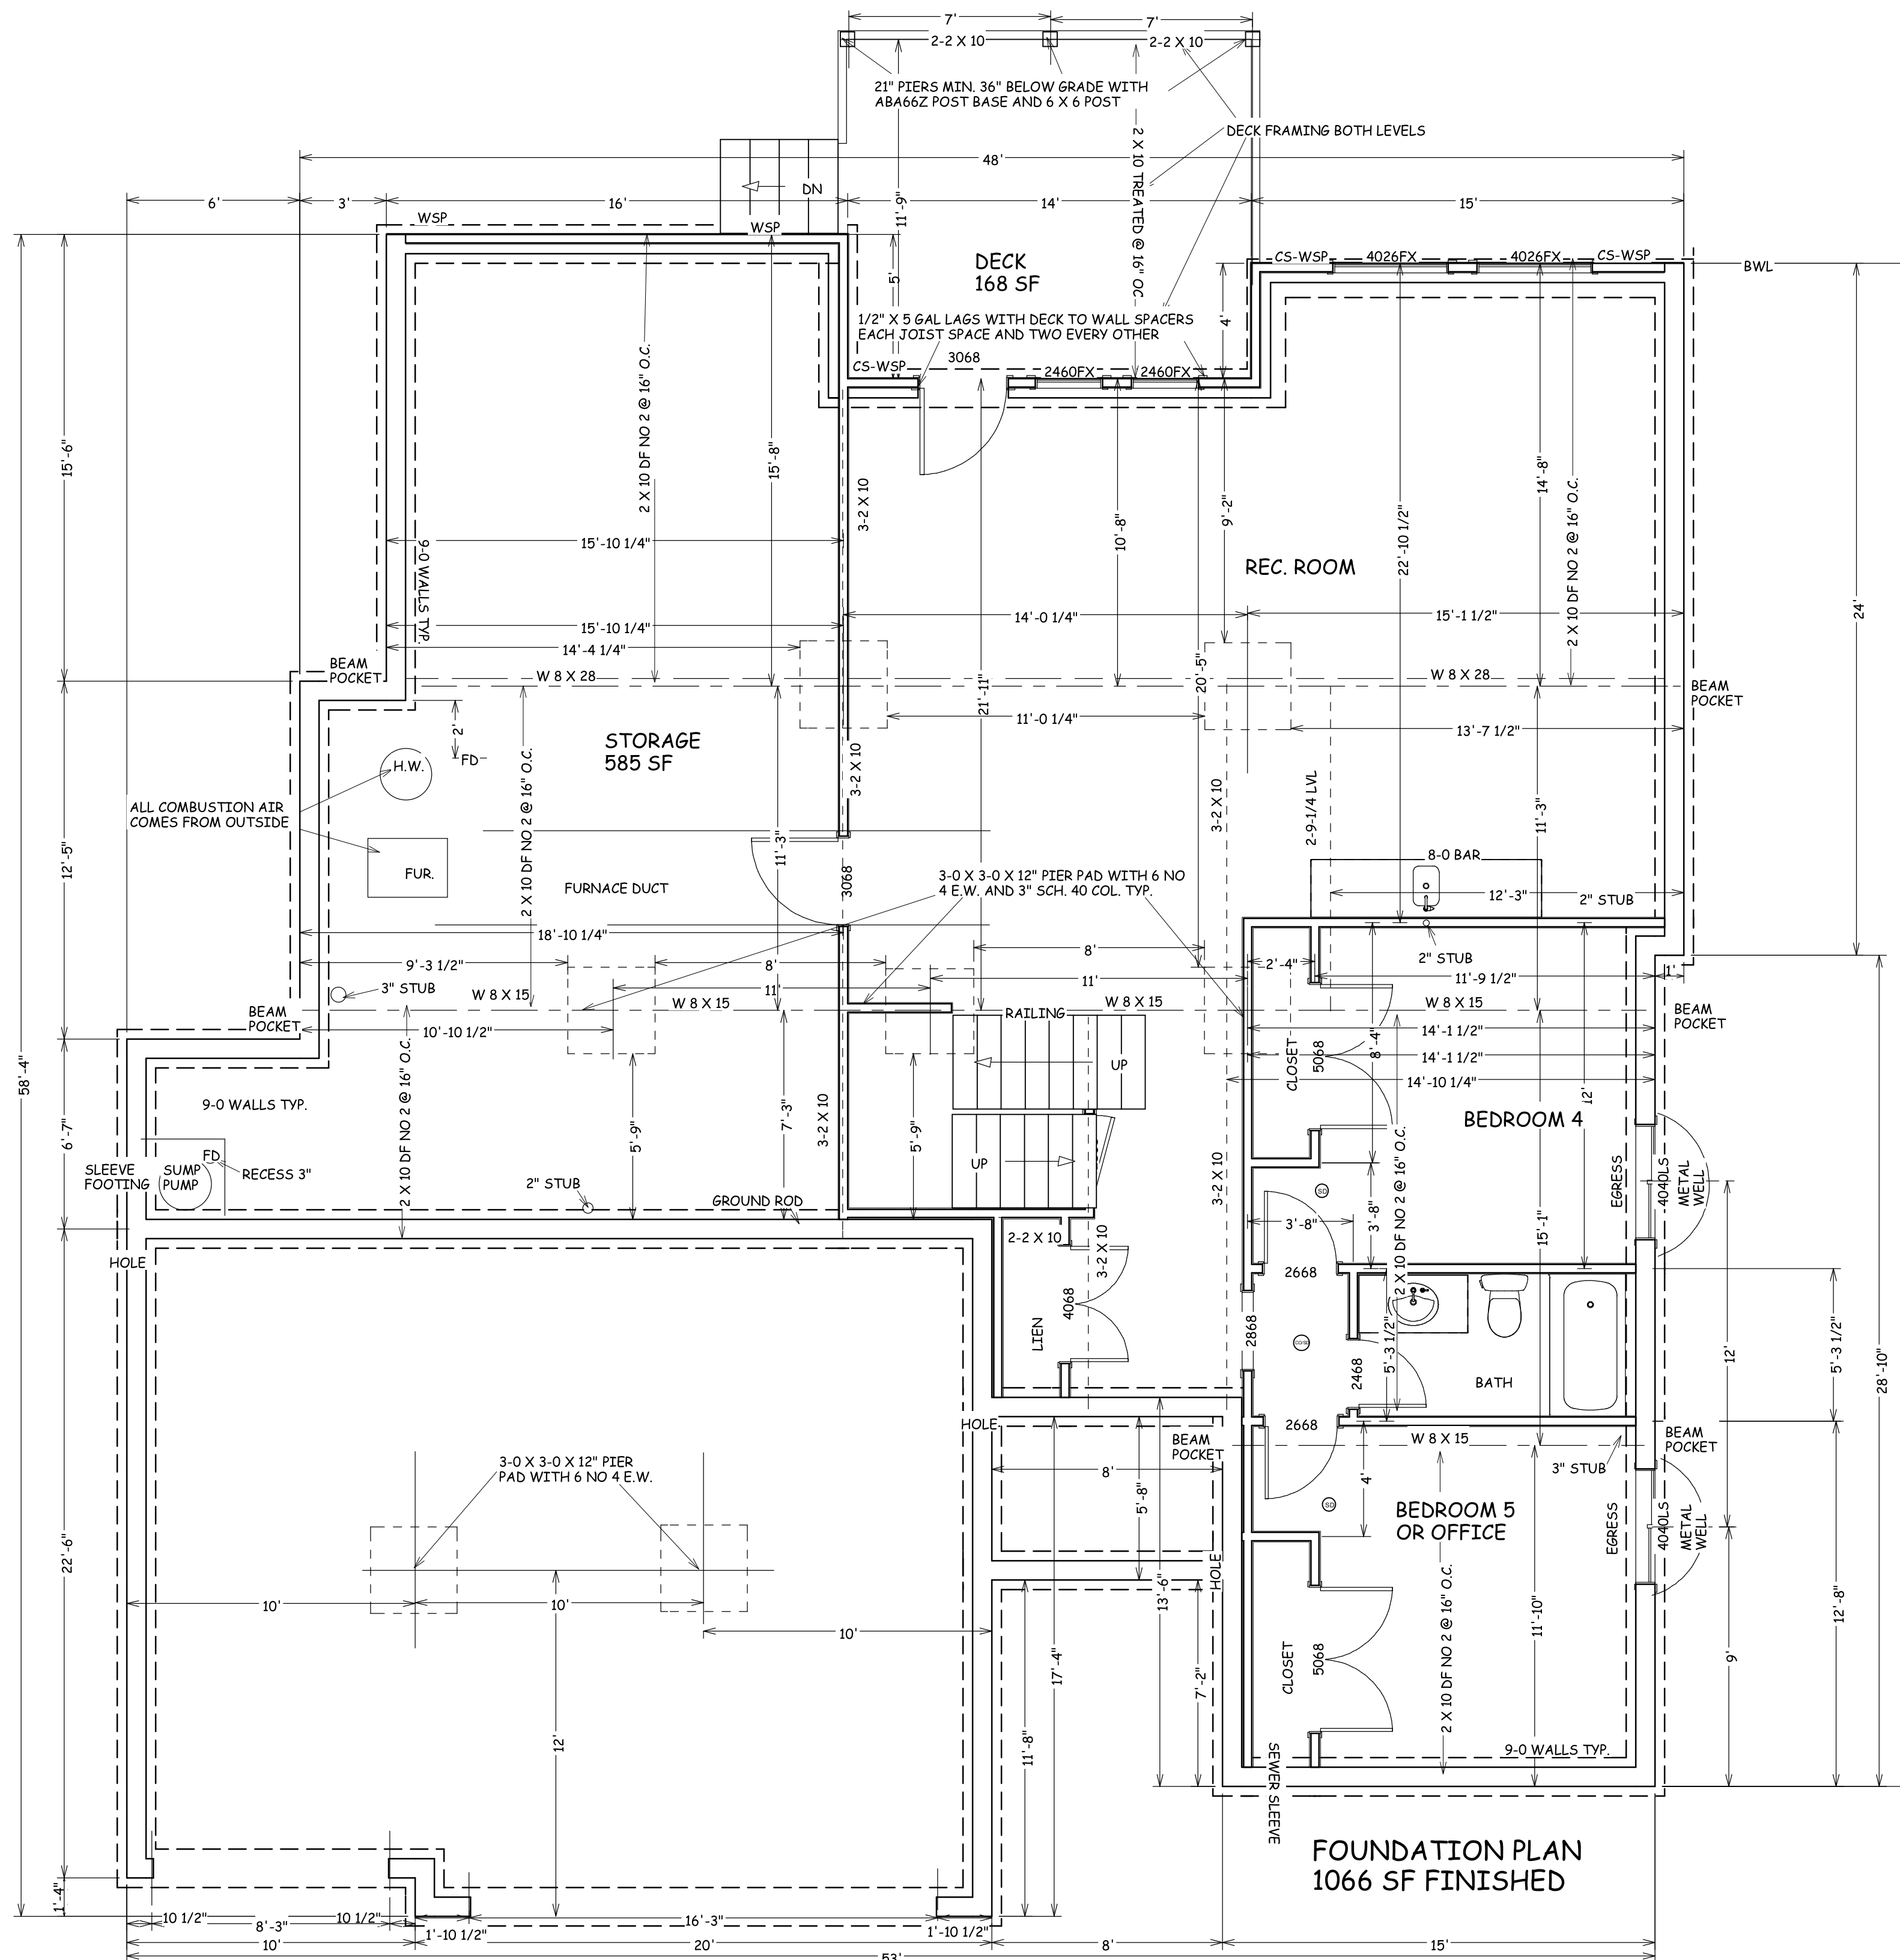 7'
7'
2-2 X 10
2-2 X 10
21" PIERS MIN. 36" BELOW GRADE WITH
ABA66Z POST BASE AND 6 X 6 POST
DECK FRAMING BOTH LEVELS
2 X 10 TREATED @ 16" OC
48'
DN
6'
3'
16'
11'-9"
14'
15'
WSP
WSP
5'
DECK
168 SF
CS-WSP
4026FX
4026FX
CS-WSP
BWL
1/2" X 5 GAL LAGS WITH DECK TO WALL SPACERS
EACH JOIST SPACE AND TWO EVERY OTHER
4'
CS-WSP
3068
2460FX
2460FX
15'-6"
2 X 10 DF NO 2 @ 16" O.C.
15'-8"
3-2 X 10
10'-8"
9'-2"
22'-10 1/2"
14'-8"
2 X 10 DF NO 2 @ 16" O.C.
24'
15'-10 1/4"
9-0 WALLS TYP.
REC. ROOM
15'-10 1/4"
14'-0 1/4"
15'-1 1/2"
14'-4 1/4"
BEAM
POCKET
W 8 X 28
W 8 X 28
BEAM
POCKET
20'-5"
21'-11"
11'-0 1/4"
13'-7 1/2"
2'
FD
STORAGE
585 SF
3-2 X 10
H.W.
ALL COMBUSTION AIR
COMES FROM OUTSIDE
2 X 10 DF NO 2 @ 16" O.C.
3-2 X 10
2-9-1/4 LVL
11'-3"
12'-5"
11'-3"
FUR.
FURNACE DUCT
3068
8-0 BAR
3-0 X 3-0 X 12" PIER PAD WITH 6 NO
4 E.W. AND 3" SCH. 40 COL. TYP.
12'-3"
2" STUB
18'-10 1/4"
8'
2" STUB
9'-3 1/2"
8'
2'-4"
11'-9 1/2"
1'
3" STUB
11'
11'
W 8 X 15
W 8 X 15
W 8 X 15
W 8 X 15
BEAM
POCKET
RAILING
BEAM
POCKET
10'-10 1/2"
14'-1 1/2"
8'-4"
14'-1 1/2"
UP
CLOSET
5068
14'-10 1/4"
58'-4"
9-0 WALLS TYP.
2 X 10 DF NO 2 @ 16" O.C.
7'-3"
3-2 X 10
12'
BEDROOM 4
6'-7"
5'-9"
5'-9"
UP
FD
SLEEVE
FOOTING
SUMP
PUMP
RECESS 3"
2" STUB
GROUND ROD
3-2 X 10
SD
2 X 10 DF NO 2 @ 16" O.C.
EGRESS
4040LS
METAL
WELL
3'-8"
3'-8"
15'-1"
2-2 X 10
3-2 X 10
HOLE
2668
4068
LIEN
2868
CO/SD
5'-3 1/2"
2468
BATH
12'
5'-3 1/2"
28'-10"
HOLE
2668
BEAM
POCKET
W 8 X 15
BEAM
POCKET
3-0 X 3-0 X 12" PIER
PAD WITH 6 NO 4 E.W.
8'
3" STUB
4'
5'-8"
SD
BEDROOM 5
OR OFFICE
EGRESS
4040LS
METAL
WELL
22'-6"
HOLE
13'-6"
10'
10'
10'
2 X 10 DF NO 2 @ 16" O.C.
11'-10"
12'-8"
9'
CLOSET
5068
17'-4"
7'-2"
12'
11'-8"
9-0 WALLS TYP.
SEWER SLEEVE
FOUNDATION PLAN
1066 SF FINISHED
1'-4"
10 1/2"
8'-3"
10 1/2"
1'-10 1/2"
16'-3"
1'-10 1/2"
10'
20'
8'
15'
53'